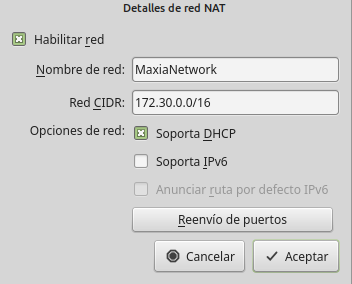 Detalles de red NAT
Habilitar red
Nombre de red: MaxiaNetwork
Red CIDR: 172.30.0.0/16
Opciones de red: Soporta DHCP
Soporta IPv6
Anunciar ruta por defecto IPv6
Reenvío de puertos
Cancelar Aceptar